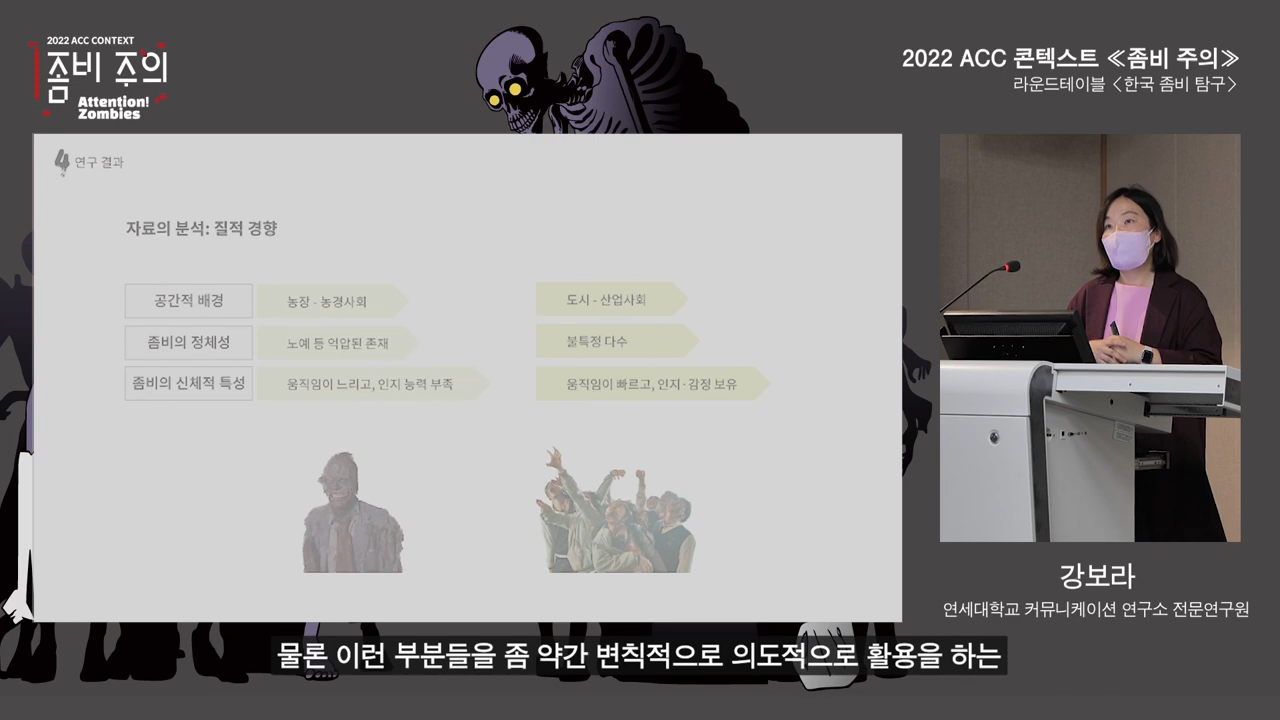 2022 ACC CONTEXT
좀비 주의
Attention!
Zombies
2022 ACC 콘텍스트 ≪좀비 주의≫
라운드테이블 〈한국 좀비 탐구〉
4 연구 결과
자료의 분석: 질적 경향
공간적 배경 농장 - 농경사회 도시 - 산업사회
좀비의 정체성 노예 등 억압된 존재 불특정 다수
좀비의 신체적 특성 움직임이 느리고, 인지 능력 부족 움직임이 빠르고, 인지·감정 보유
강보라
연세대학교 커뮤니케이션 연구소 전문연구원
물론 이런 부분들을 좀 약간 변칙적으로 의도적으로 활용을 하는